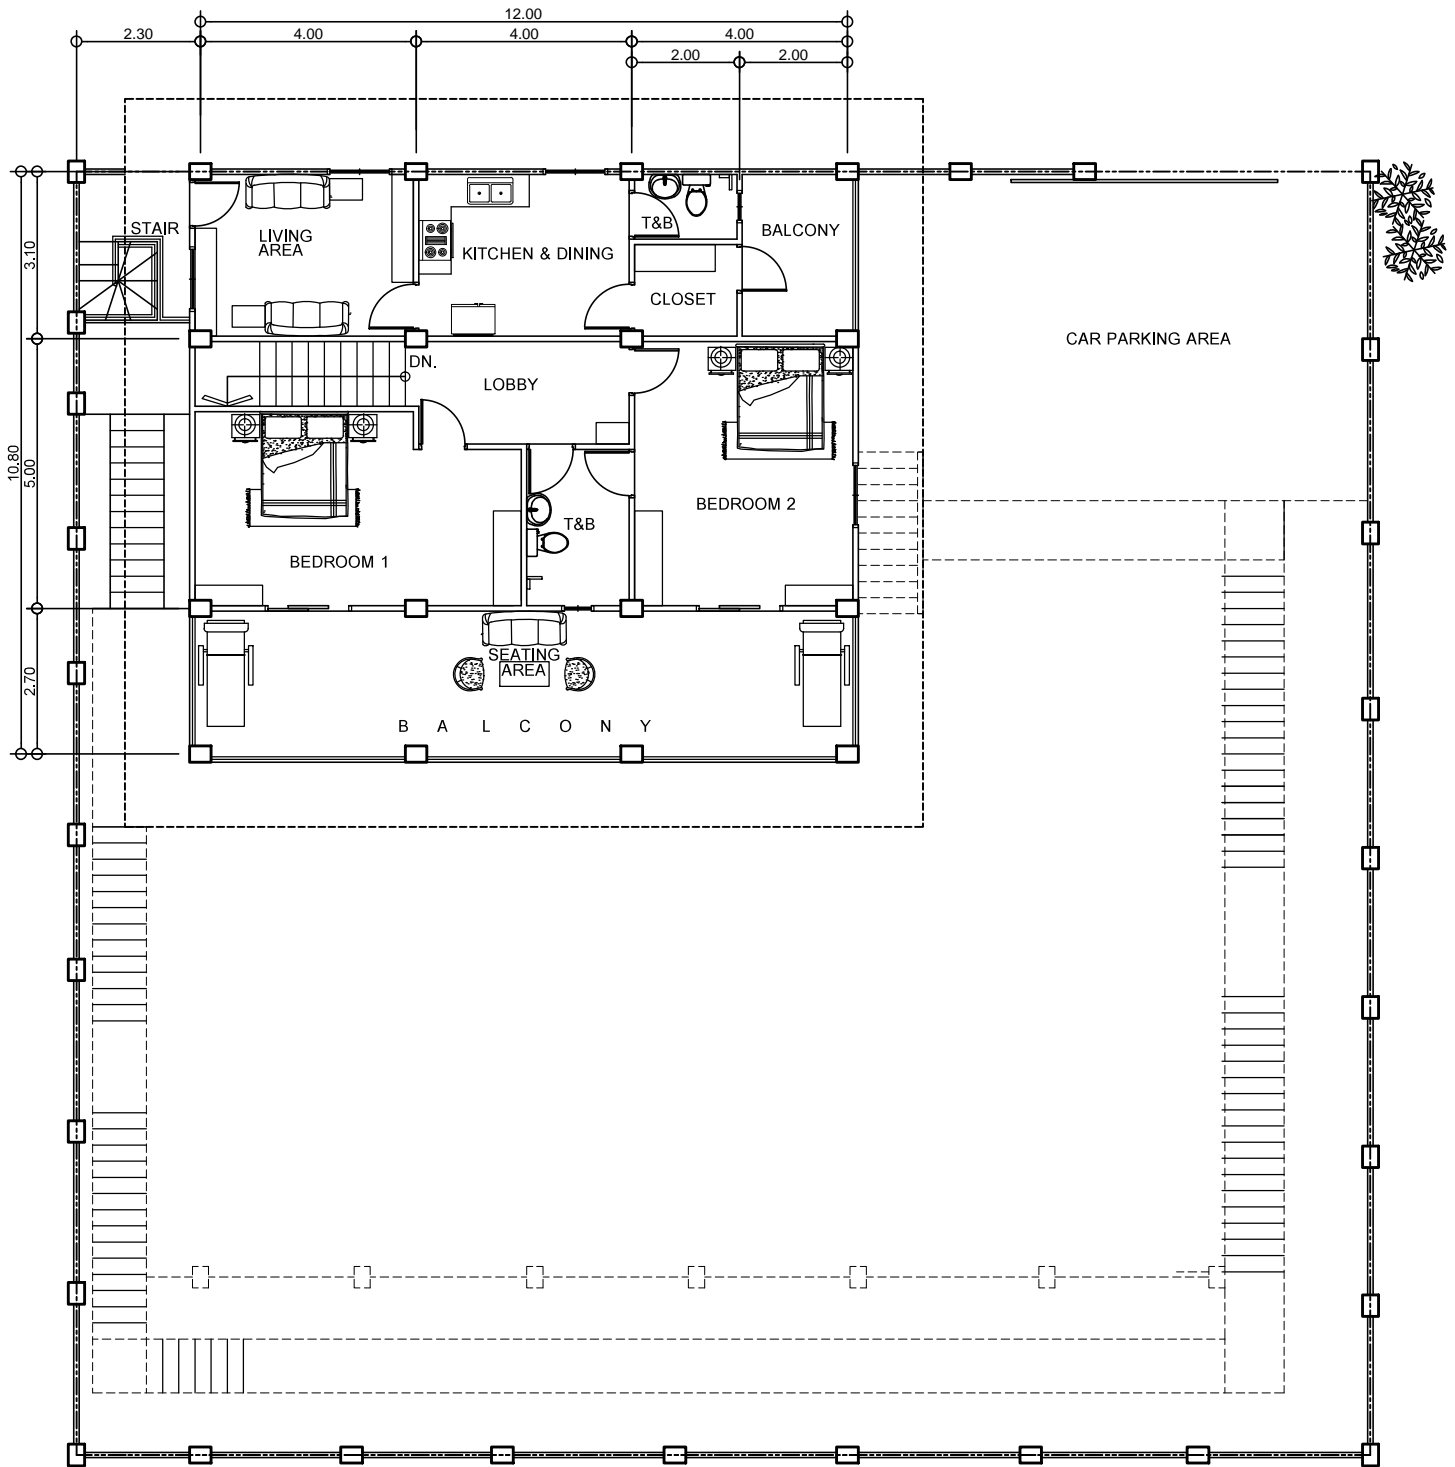 12.00
2.30
4.00
4.00
4.00
2.00
2.00
STAIR
LIVING
AREA
KITCHEN & DINING
T&B
BALCONY
CLOSET
3.10
CAR PARKING AREA
DN.
LOBBY
10.80
5.00
BEDROOM 2
T&B
BEDROOM 1
2.70
SEATING
AREA
B A L C O N Y